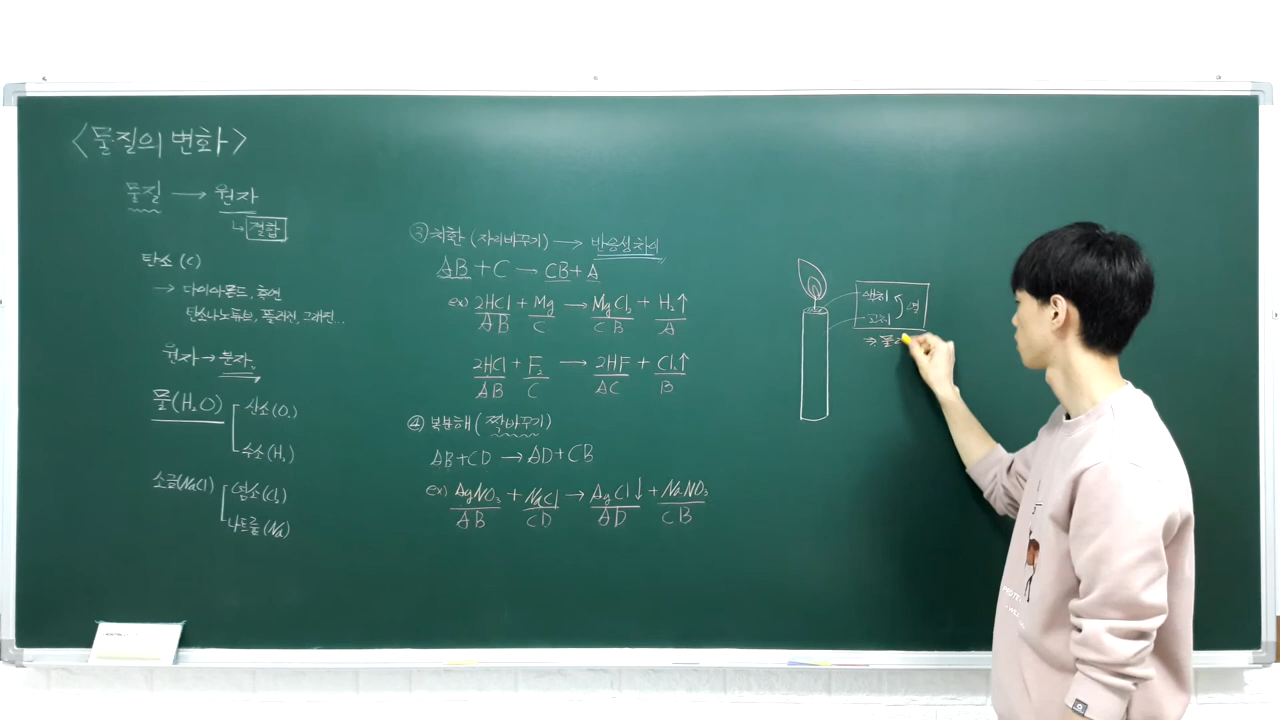 <물질의 변화>
물질 → 원자
↳ 결합
탄소 (C)
→ 다이아몬드, 흑연
탄소나노튜브, 풀러렌, 그래핀...
원자 → 분자,
물(H₂O) 산소(O₂)
수소(H₂)
소금(NaCl) 염소(Cl₂)
나트륨(Na)
③ 치환 (자리바꾸기) → 반응성차이
AB + C → CB + A
ex) 2HCl + Mg → MgCl₂ + H₂↑
AB C CB A
2HCl + F₂ → 2HF + Cl₂↑
AB C AC B
④ 복분해 (짝바꾸기)
AB + CD → AD + CB
ex) AgNO₃ + NaCl → AgCl↓ + NaNO₃
AB CD AD CB
액체
고체 열
⇒ 물